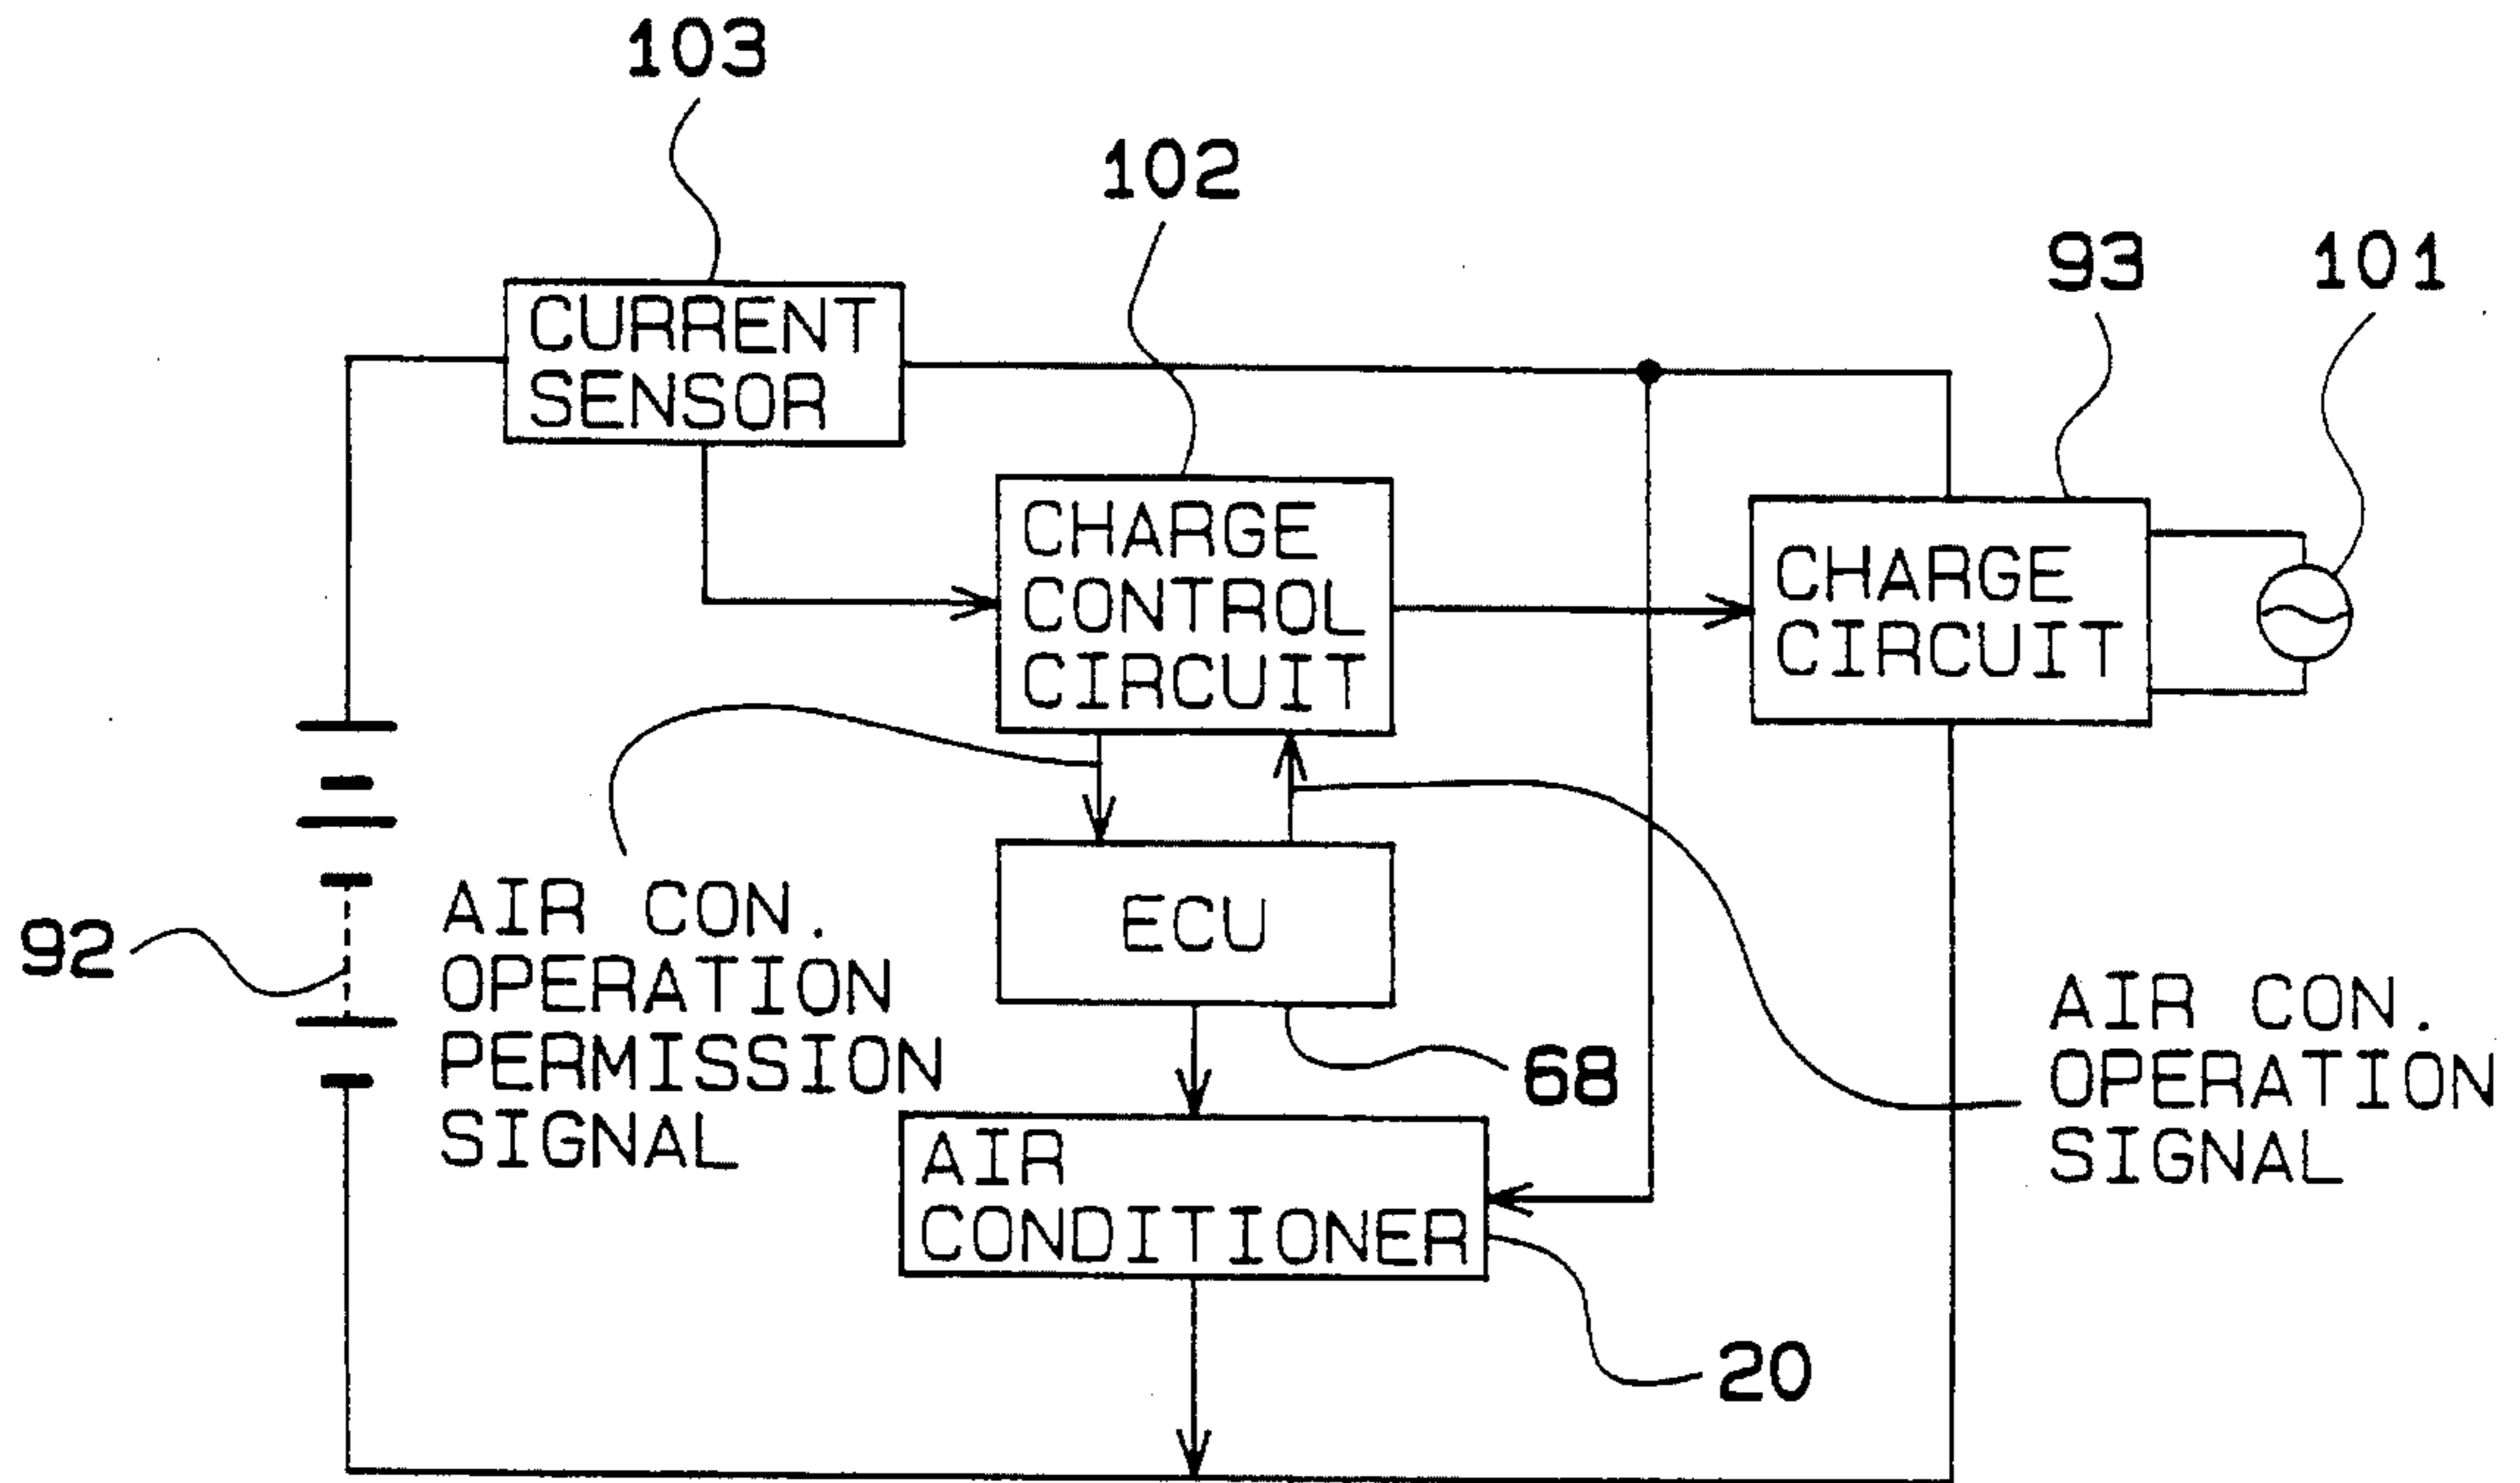 103
102
93
101
CURRENT
SENSOR
CHARGE
CONTROL
CIRCUIT
CHARGE
CIRCUIT
ECU
92
AIR CON.
OPERATION
PERMISSION
SIGNAL
AIR CON.
OPERATION
SIGNAL
68
AIR
CONDITIONER
20